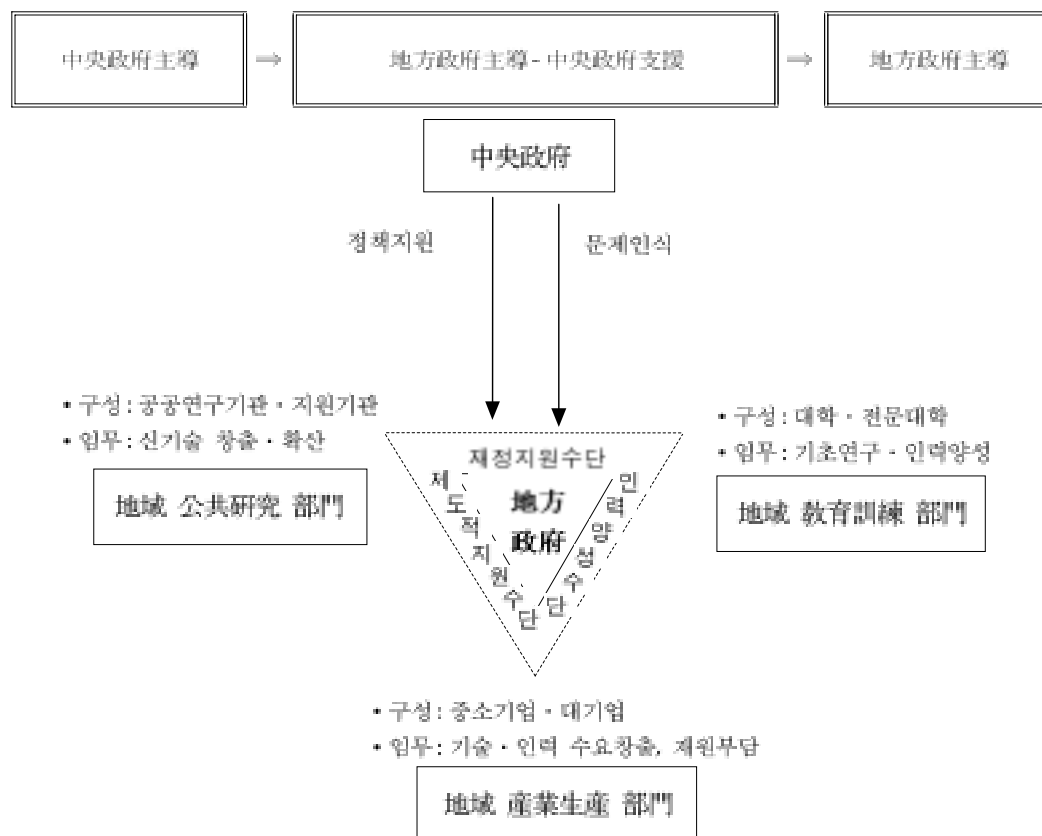 中央政府主導 ⇒ 地方政府主導-中央政府支援 ⇒ 地方政府主導
中央政府
정책지원
문제인식
• 구성:공공연구기관·지원기관
• 임무:신기술 창출·확산
地域 公共硏究 部門
• 구성:대학·전문대학
• 임무:기초연구·인력양성
地域 敎育訓練 部門
재정지원수단
제도적지원수단
地方
政府
인력양성수단
• 구성:중소기업·대기업
• 임무:기술·인력 수요창출, 재원부담
地域 産業生産 部門